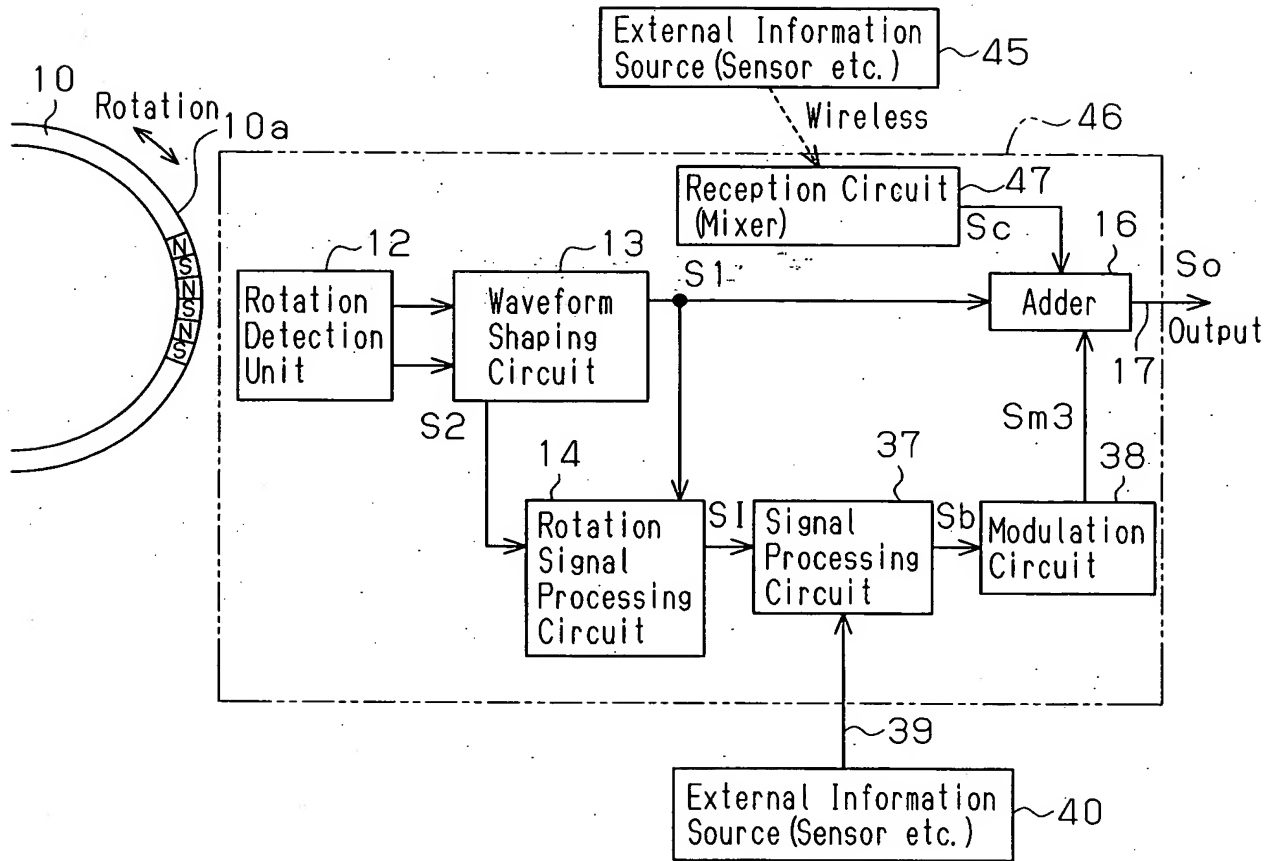 External Information
Source (Sensor etc.)
45
10
Rotation
10a
Wireless
46
Reception Circuit
(Mixer)
47
Sc
12
13
S1
16
So
N
S
N
S
N
S
Rotation
Detection
Unit
Waveform
Shaping
Circuit
Adder
Output
17
S2
Sm3
14
37
38
Rotation
Signal
Processing
Circuit
SI
Signal
Processing
Circuit
Sb
Modulation
Circuit
39
External Information
Source (Sensor etc.)
40